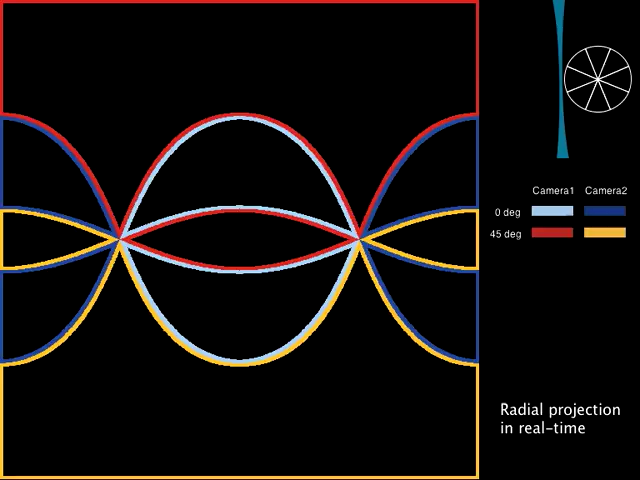 Camera1 Camera2
0 deg
45 deg
Radial projection
in real-time